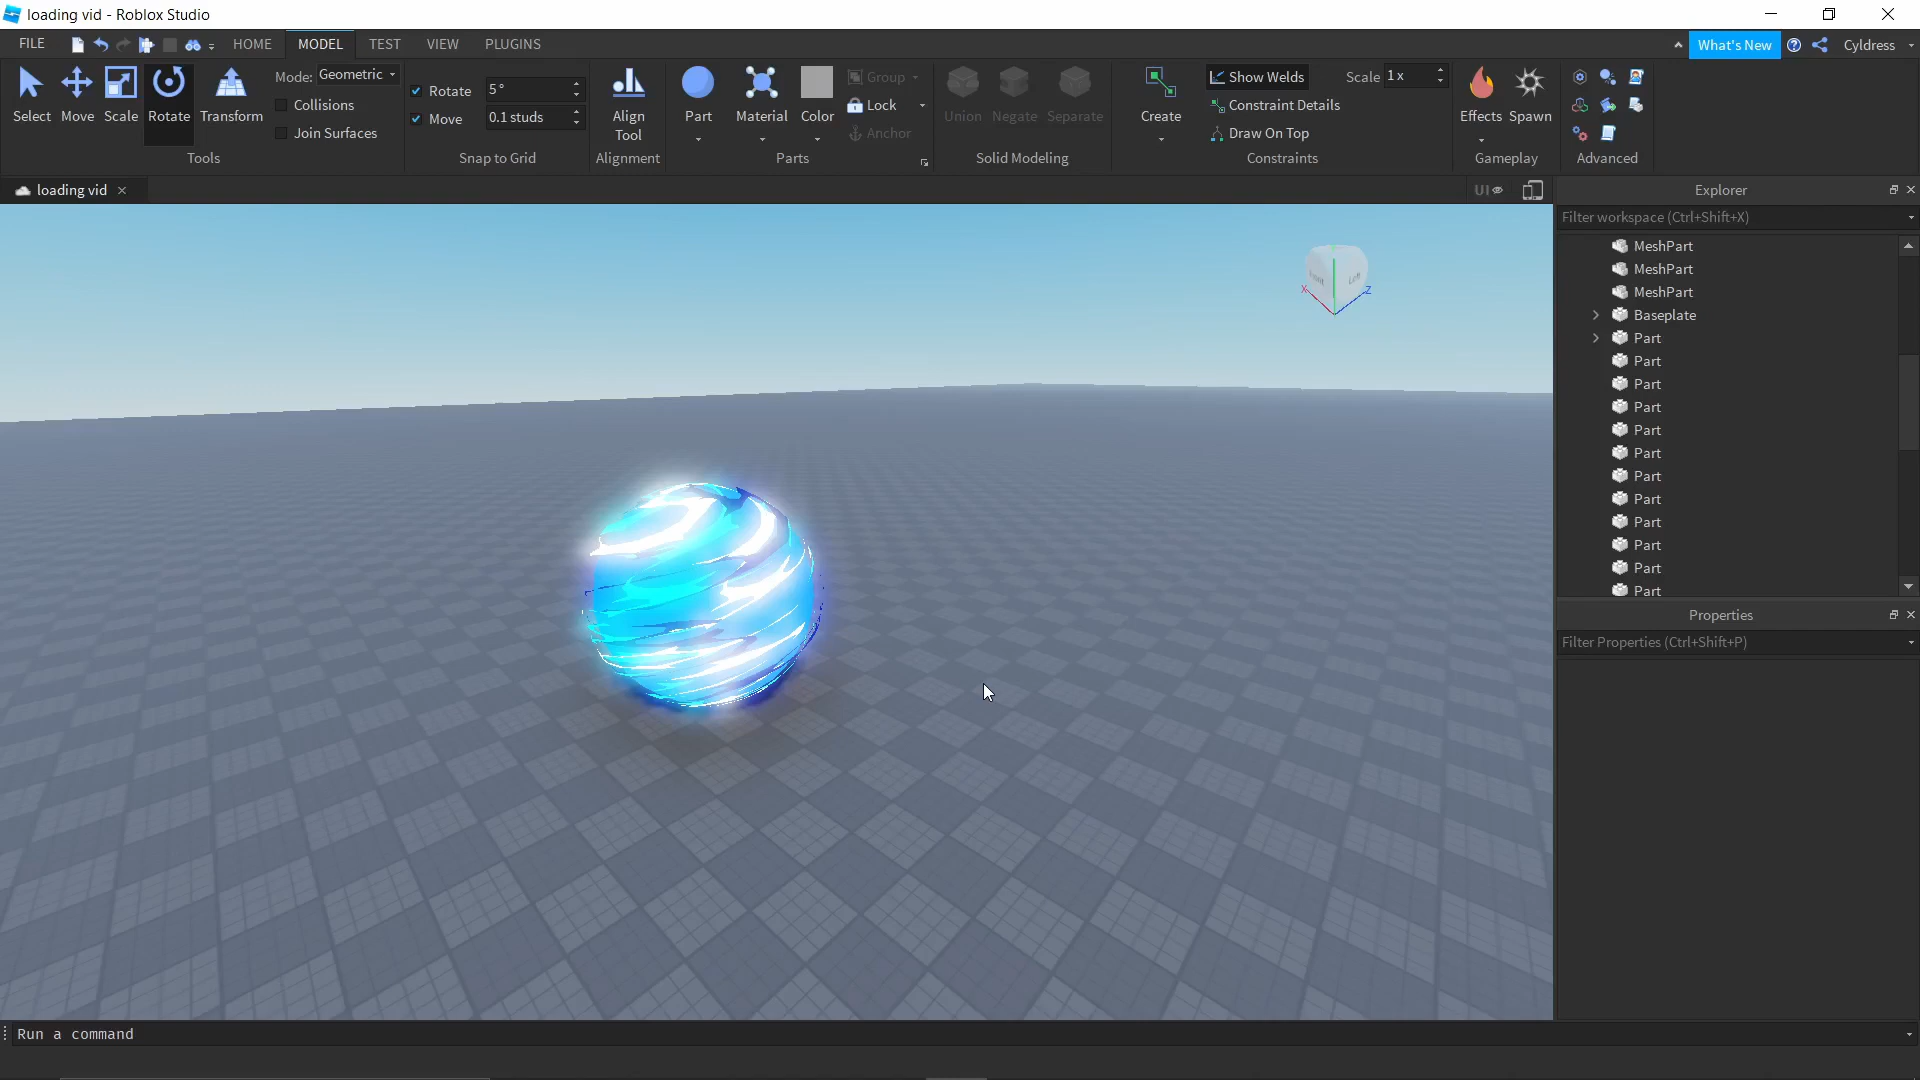 loading vid - Roblox Studio
FILE HOME MODEL TEST VIEW PLUGINS What's New Cyldress
Select Move Scale Rotate Transform
Mode: Geometric
Collisions
Join Surfaces
Tools
Rotate 5°
Move 0.1 studs
Snap to Grid
Align Tool
Alignment
Part Material Color
Group
Lock
Anchor
Parts
Union Negate Separate
Solid Modeling
Create
Show Welds Scale 1 x
Constraint Details
Draw On Top
Constraints
Effects Spawn
Gameplay
Advanced
loading vid
UI
Left
X Z
Explorer
Filter workspace (Ctrl+Shift+X)
MeshPart
MeshPart
MeshPart
Baseplate
Part
Part
Part
Part
Part
Part
Part
Part
Part
Part
Part
Part
Properties
Filter Properties (Ctrl+Shift+P)
Run a command